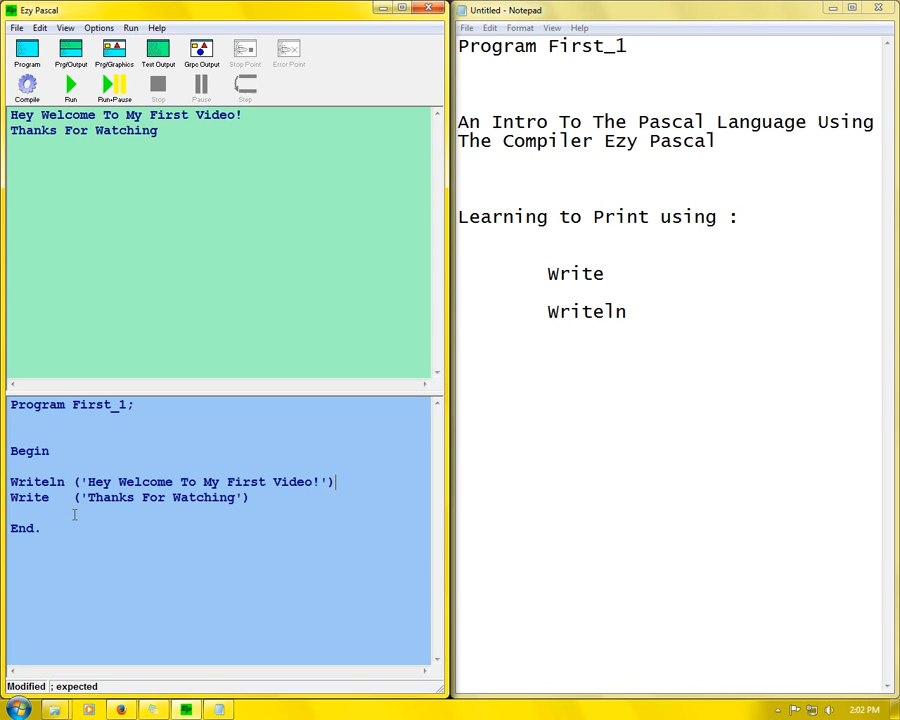 Ezy Pascal
File Edit View Options Run Help
Program Prg/Output Prg/Graphics Text Output Grpc Output Stop Point Error Point
Compile Run Run+Pause Stop Pause Step
Hey Welcome To My First Video!
Thanks For Watching
Program First_1;
Begin
Writeln ('Hey Welcome To My First Video!')
Write ('Thanks For Watching')
End.
Modified ; expected
Untitled - Notepad
File Edit Format View Help
Program First_1
An Intro To The Pascal Language Using
The Compiler Ezy Pascal
Learning to Print using :
Write
Writeln
2:02 PM